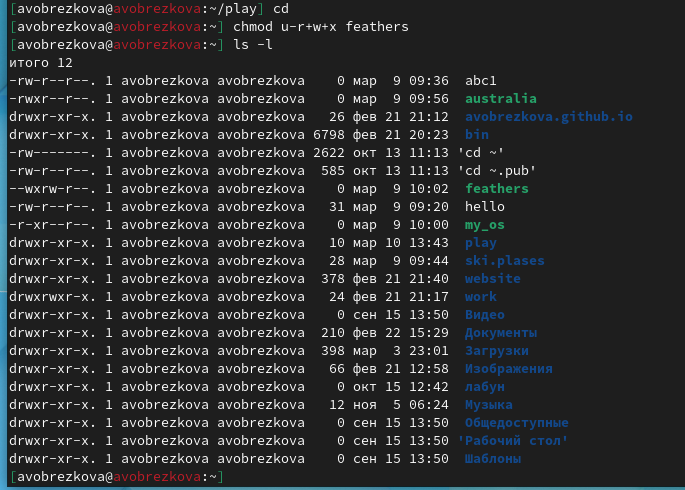 [avobrezkova@avobrezkova:~/play] cd
[avobrezkova@avobrezkova:~] chmod u-r+w+x feathers
[avobrezkova@avobrezkova:~] ls -l
итого 12
-rw-r--r--. 1 avobrezkova avobrezkova    0 мар  9 09:36  abc1
-rwxr--r--. 1 avobrezkova avobrezkova    0 мар  9 09:56  australia
drwxr-xr-x. 1 avobrezkova avobrezkova   26 фев 21 21:12  avobrezkova.github.io
drwxr-xr-x. 1 avobrezkova avobrezkova 6798 фев 21 20:23  bin
-rw-------. 1 avobrezkova avobrezkova 2622 окт 13 11:13 'cd ~'
-rw-r--r--. 1 avobrezkova avobrezkova  585 окт 13 11:13 'cd ~.pub'
--wxrw-r--. 1 avobrezkova avobrezkova    0 мар  9 10:02  feathers
-rw-r--r--. 1 avobrezkova avobrezkova   31 мар  9 09:20  hello
-r-xr--r--. 1 avobrezkova avobrezkova    0 мар  9 10:00  my_os
drwxr-xr-x. 1 avobrezkova avobrezkova   10 мар 10 13:43  play
drwxr-xr-x. 1 avobrezkova avobrezkova   28 мар  9 09:44  ski.plases
drwxr-xr-x. 1 avobrezkova avobrezkova  378 фев 21 21:40  website
drwxrwxr-x. 1 avobrezkova avobrezkova   24 фев 21 21:17  work
drwxr-xr-x. 1 avobrezkova avobrezkova    0 сен 15 13:50  Видео
drwxr-xr-x. 1 avobrezkova avobrezkova  210 фев 22 15:29  Документы
drwxr-xr-x. 1 avobrezkova avobrezkova  398 мар  3 23:01  Загрузки
drwxr-xr-x. 1 avobrezkova avobrezkova   66 фев 21 12:58  Изображения
drwxr-xr-x. 1 avobrezkova avobrezkova    0 окт 15 12:42  лабун
drwxr-xr-x. 1 avobrezkova avobrezkova   12 ноя  5 06:24  Музыка
drwxr-xr-x. 1 avobrezkova avobrezkova    0 сен 15 13:50  Общедоступные
drwxr-xr-x. 1 avobrezkova avobrezkova    0 сен 15 13:50 'Рабочий стол'
drwxr-xr-x. 1 avobrezkova avobrezkova    0 сен 15 13:50  Шаблоны
[avobrezkova@avobrezkova:~]